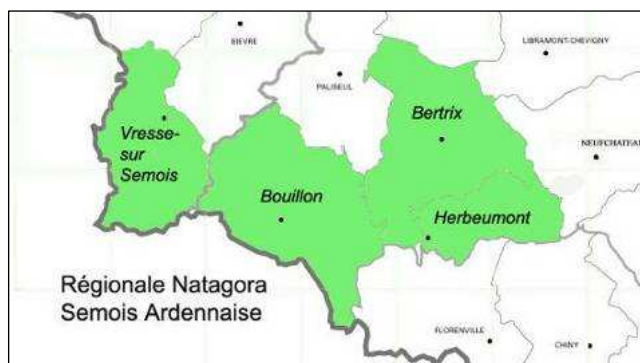 BIEVRE
LIBRAMONT-CHEVIGNY
PALISEUL
Bertrix
Vresse-
sur
Semois
NEUFCHATEAU
Bouillon
Herbeumont
Régionale Natagora
Semois Ardennaise
FLORENVILLE
CHINY